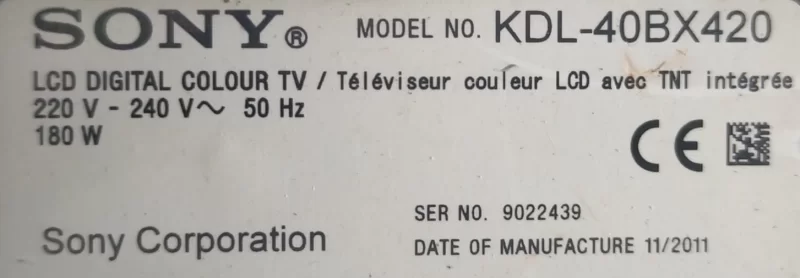 SONY® MODEL NO. KDL-40BX420
LCD DIGITAL COLOUR TV / Téléviseur couleur LCD avec TNT intégrée
220 V - 240 V～ 50 Hz
180 W
CE
SER NO. 9022439
Sony Corporation
DATE OF MANUFACTURE 11/2011